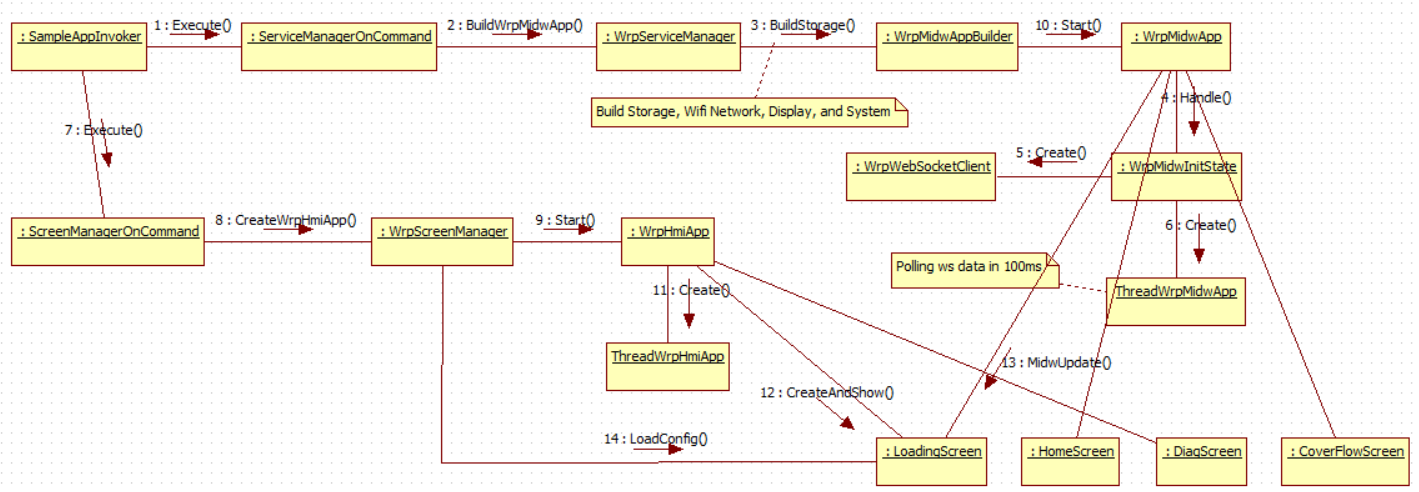 1 : Execute()
2 : BuildWrpMidwApp()
3 : BuildStorage()
10 : Start()
: SampleAppInvoker
: ServiceManagerOnCommand
: WrpServiceManager
: WrpMidwAppBuilder
: WrpMidwApp
Build Storage, Wifi Network, Display, and System
4 : Handle()
7 : Execute()
5 : Create()
: WrpWebSocketClient
: WrpMidwInitState
8 : CreateWrpHmiApp()
9 : Start()
6 : Create()
: ScreenManagerOnCommand
: WrpScreenManager
: WrpHmiApp
Polling ws data in 100ms
11 : Create()
ThreadWrpMidwApp
ThreadWrpHmiApp
13 : MidwUpdate()
12 : CreateAndShow()
14 : LoadConfig()
: LoadingScreen
: HomeScreen
: DiagScreen
: CoverFlowScreen